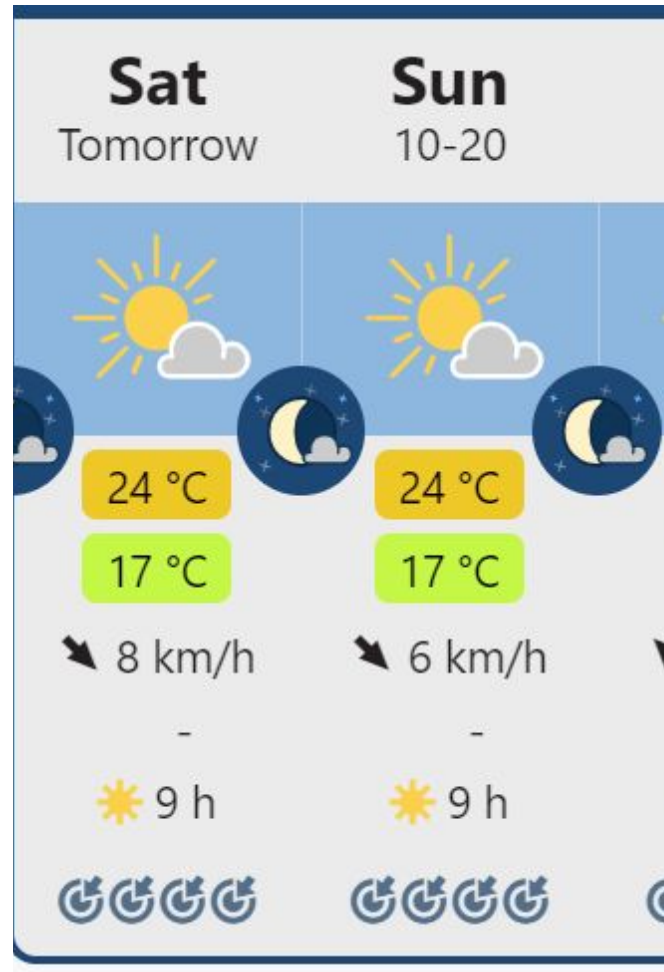 Sat Sun
Tomorrow 10-20
24 °C 24 °C
17 °C 17 °C
8 km/h 6 km/h
- -
9 h 9 h